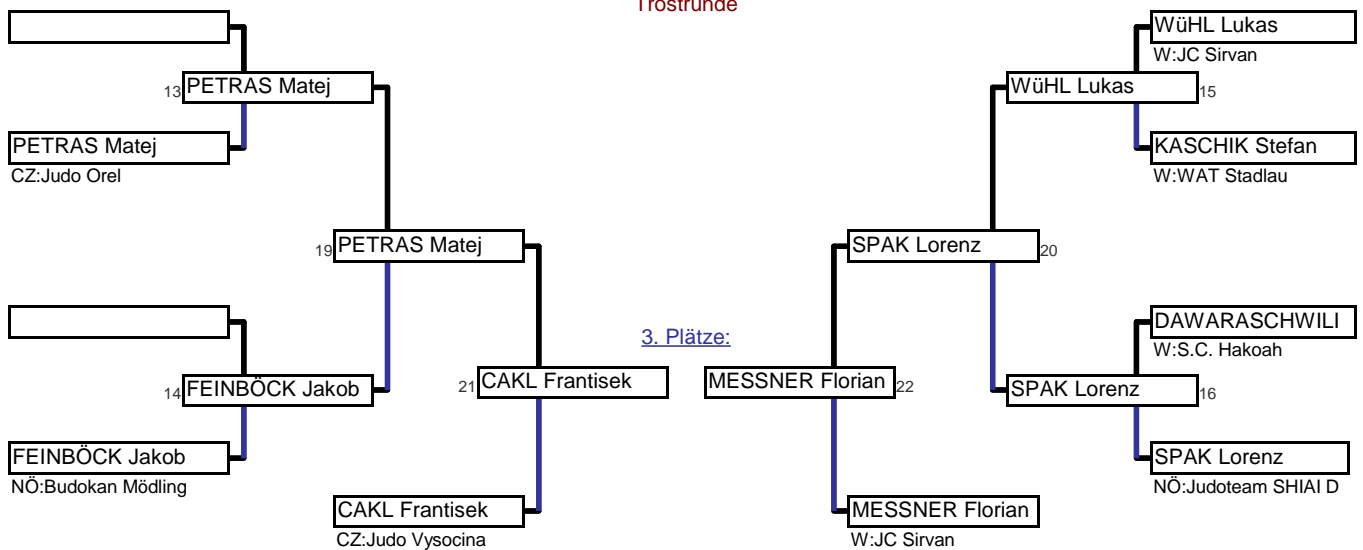 Trostrunde
WüHL Lukas
W:JC Sirvan
13 PETRAS Matej
WüHL Lukas 15
PETRAS Matej
CZ:Judo Orel
KASCHIK Stefan
W:WAT Stadlau
19 PETRAS Matej
SPAK Lorenz 20
DAWARASCHWILI
W:S.C. Hakoah
3. Plätze:
14 FEINBÖCK Jakob
21 CAKL Frantisek
MESSNER Florian 22
SPAK Lorenz 16
FEINBÖCK Jakob
NÖ:Budokan Mödling
SPAK Lorenz
NÖ:Judoteam SHIAI D
CAKL Frantisek
CZ:Judo Vysocina
MESSNER Florian
W:JC Sirvan